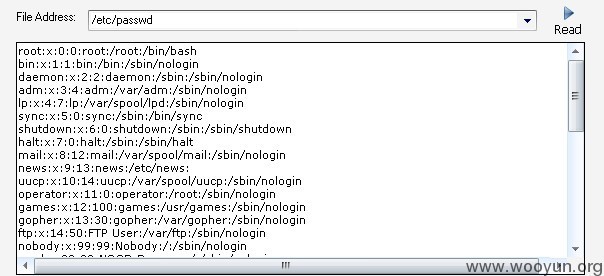 File Address: /etc/passwd
Read
root:x:0:0:root:/root:/bin/bash
bin:x:1:1:bin:/bin:/sbin/nologin
daemon:x:2:2:daemon:/sbin:/sbin/nologin
adm:x:3:4:adm:/var/adm:/sbin/nologin
lp:x:4:7:lp:/var/spool/lpd:/sbin/nologin
sync:x:5:0:sync:/sbin:/bin/sync
shutdown:x:6:0:shutdown:/sbin:/sbin/shutdown
halt:x:7:0:halt:/sbin:/sbin/halt
mail:x:8:12:mail:/var/spool/mail:/sbin/nologin
news:x:9:13:news:/etc/news:
uucp:x:10:14:uucp:/var/spool/uucp:/sbin/nologin
operator:x:11:0:operator:/root:/sbin/nologin
games:x:12:100:games:/usr/games:/sbin/nologin
gopher:x:13:30:gopher:/var/gopher:/sbin/nologin
ftp:x:14:50:FTP User:/var/ftp:/sbin/nologin
nobody:x:99:99:Nobody:/:/sbin/nologin
www.wooyun.org